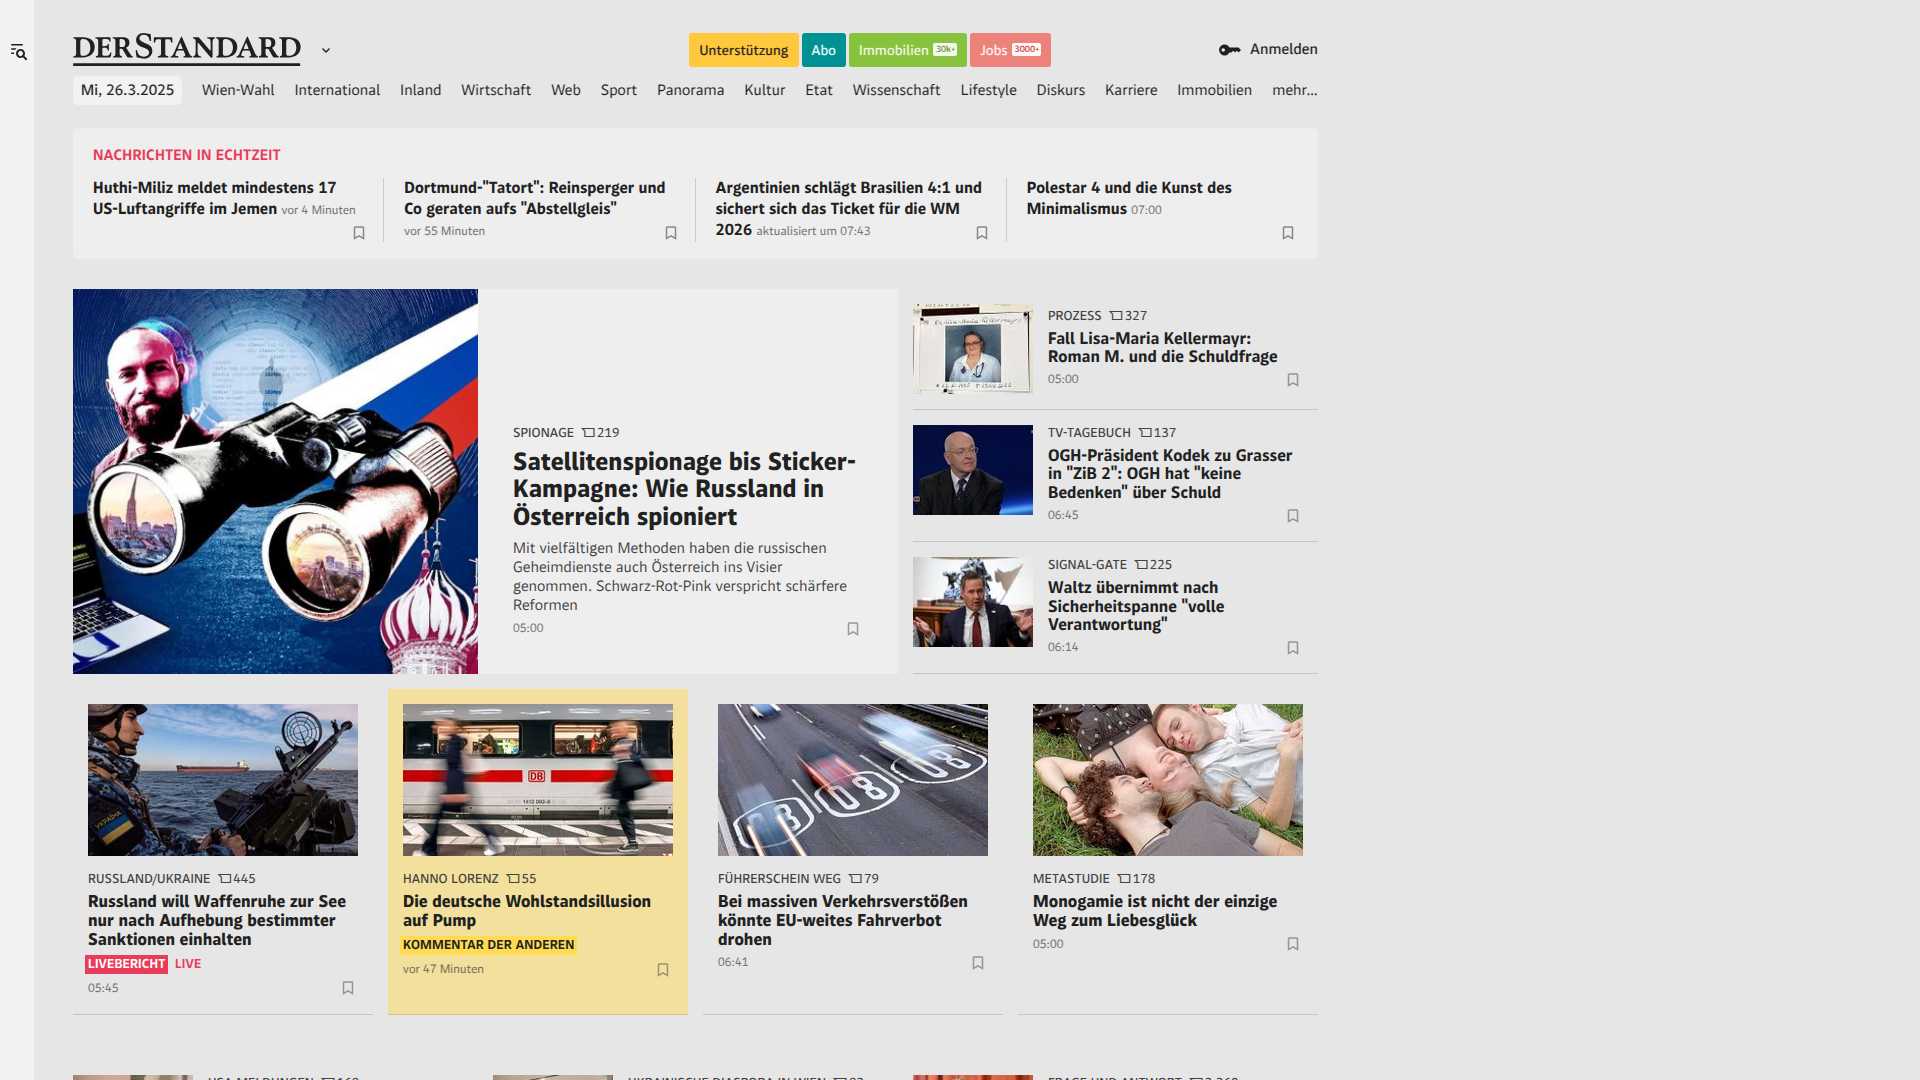 DERSTANDARD
Unterstützung
Abo
Immobilien 30k+
Jobs 3000+
Anmelden
Mi, 26.3.2025
Wien-Wahl
International
Inland
Wirtschaft
Web
Sport
Panorama
Kultur
Etat
Wissenschaft
Lifestyle
Diskurs
Karriere
Immobilien
mehr...
NACHRICHTEN IN ECHTZEIT
Huthi-Miliz meldet mindestens 17
US-Luftangriffe im Jemen vor 4 Minuten
Dortmund-"Tatort": Reinsperger und
Co geraten aufs "Abstellgleis"
vor 55 Minuten
Argentinien schlägt Brasilien 4:1 und
sichert sich das Ticket für die WM
2026 aktualisiert um 07:43
Polestar 4 und die Kunst des
Minimalismus 07:00
SPIONAGE 219
Satellitenspionage bis Sticker-
Kampagne: Wie Russland in
Österreich spioniert
Mit vielfältigen Methoden haben die russischen
Geheimdienste auch Österreich ins Visier
genommen. Schwarz-Rot-Pink verspricht schärfere
Reformen
05:00
PROZESS 327
Fall Lisa-Maria Kellermayr:
Roman M. und die Schuldfrage
05:00
TV-TAGEBUCH 137
OGH-Präsident Kodek zu Grasser
in "ZiB 2": OGH hat "keine
Bedenken" über Schuld
06:45
SIGNAL-GATE 225
Waltz übernimmt nach
Sicherheitspanne "volle
Verantwortung"
06:14
RUSSLAND/UKRAINE 445
Russland will Waffenruhe zur See
nur nach Aufhebung bestimmter
Sanktionen einhalten
LIVEBERICHT LIVE
05:45
DB
HANNO LORENZ 55
Die deutsche Wohlstandsillusion
auf Pump
KOMMENTAR DER ANDEREN
vor 47 Minuten
FÜHRERSCHEIN WEG 79
Bei massiven Verkehrsverstößen
könnte EU-weites Fahrverbot
drohen
06:41
METASTUDIE 178
Monogamie ist nicht der einzige
Weg zum Liebesglück
05:00